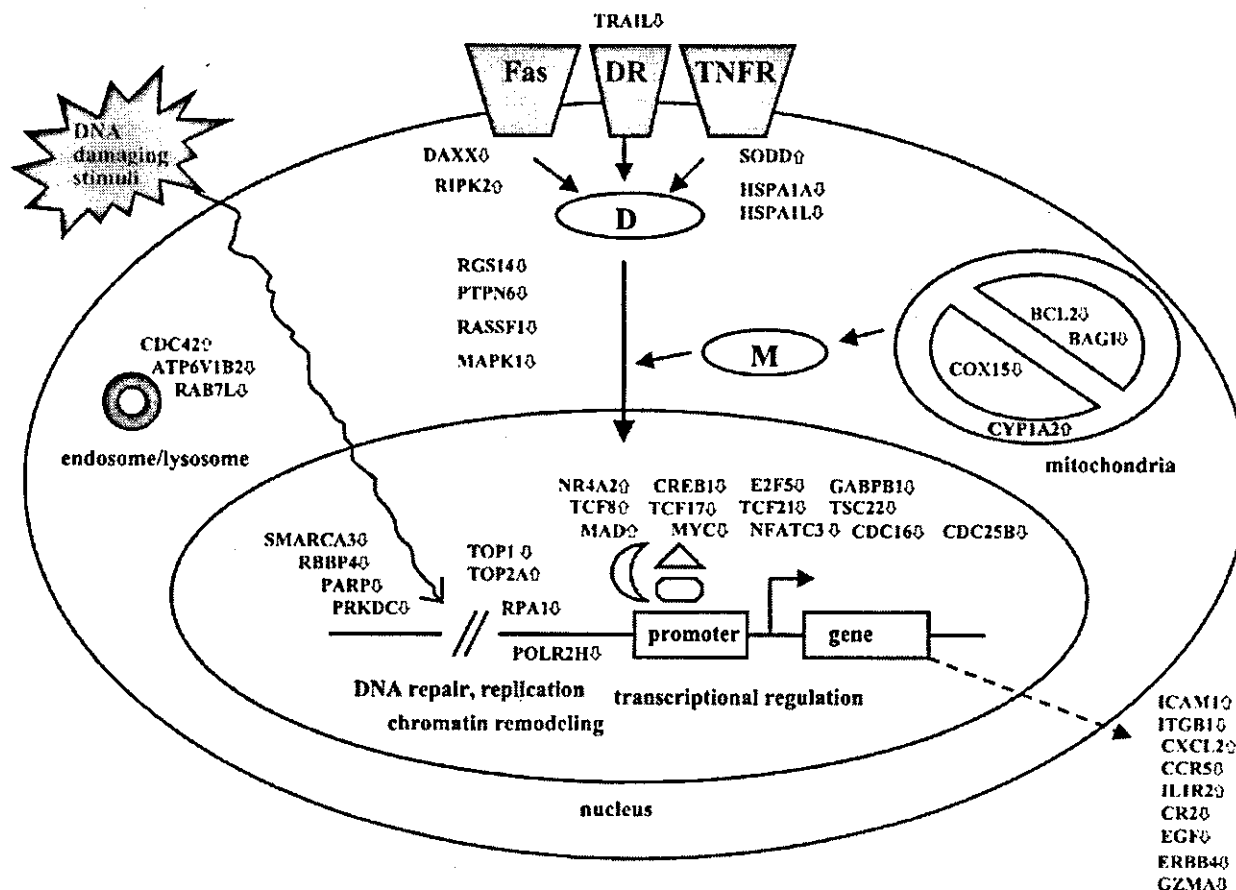 TRAIL
Fas DR TNFR
DNA
damaging
stimuli
DAXX
RIPK2
SODD
HSPA1A
HSPA1L
D
RGS14
PTPN6
RASSF1
MAPK1
M
BCL2
BAG1
COX15
CYP1A2
mitochondria
CDC42
ATP6V1B2
RAB7L
endosome/lysosome
NR4A2 CREB1 E2F5 GABPB1
TCF8 TCF17 TCF21 TSC22
MAD MYC NFATC3 CDC16 CDC25B
SMARCA3
RBBP4
PARP
PRKDC
TOP1
TOP2A
RPA1
POLR2H
promoter
gene
DNA repair, replication
chromatin remodeling
transcriptional regulation
nucleus
ICAM1
ITGB1
CXCL2
CCR5
IL1R2
CR2
EGF
ERBB4
GZMA